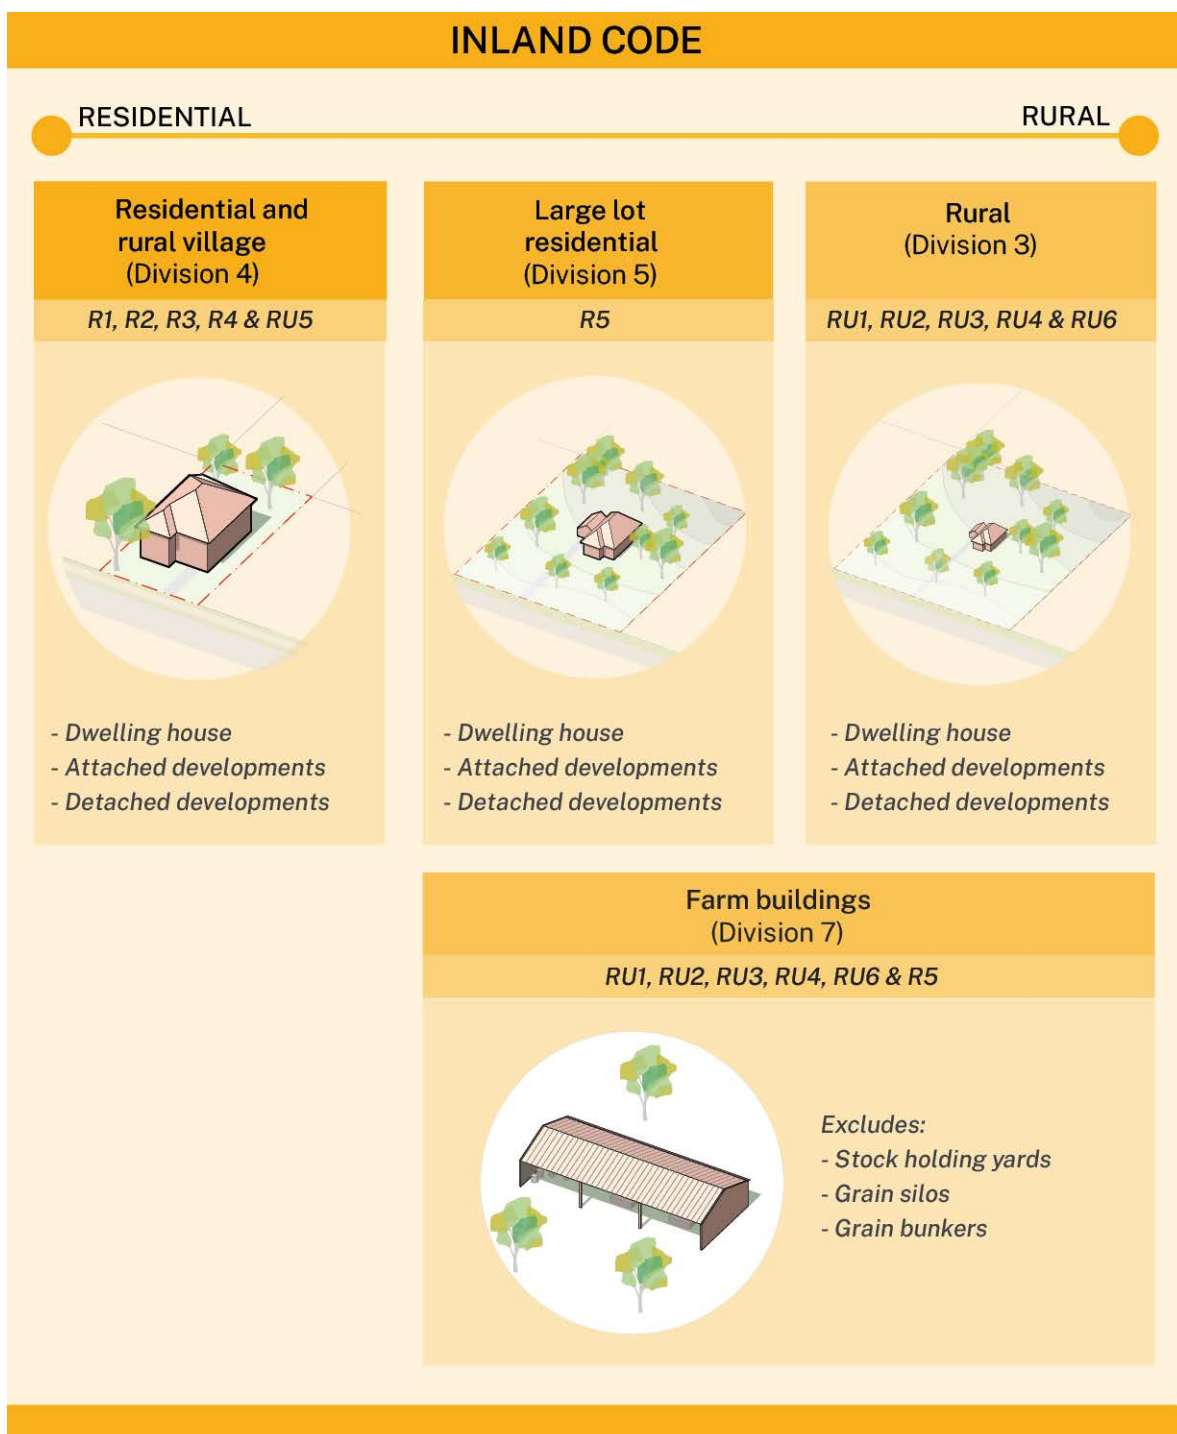 INLAND CODE
RESIDENTIAL
RURAL
Residential and
rural village
(Division 4)
R1, R2, R3, R4 & RU5
- Dwelling house
- Attached developments
- Detached developments
Large lot
residential
(Division 5)
R5
- Dwelling house
- Attached developments
- Detached developments
Rural
(Division 3)
RU1, RU2, RU3, RU4 & RU6
- Dwelling house
- Attached developments
- Detached developments
Farm buildings
(Division 7)
RU1, RU2, RU3, RU4, RU6 & R5
Excludes:
- Stock holding yards
- Grain silos
- Grain bunkers